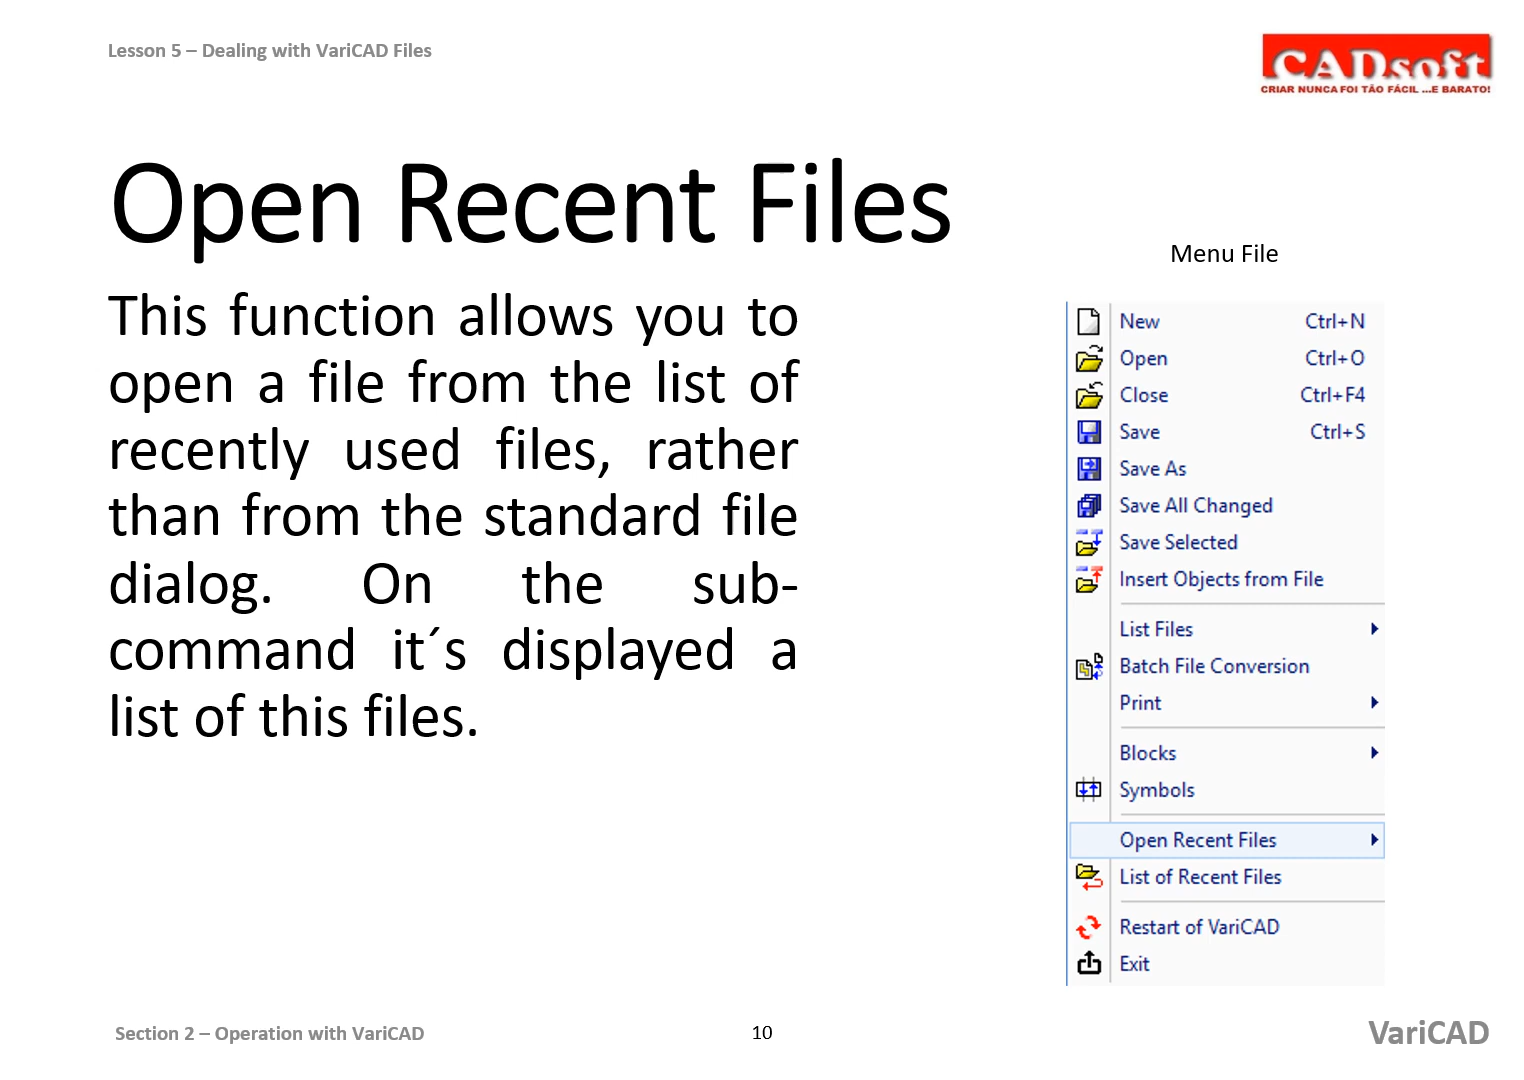 Lesson 5 – Dealing with VariCAD Files
CADsoft
CRIAR NUNCA FOI TÃO FÁCIL ...E BARATO!
Open Recent Files
This function allows you to
open a file from the list of
recently used files, rather
than from the standard file
dialog. On the sub-
command it´s displayed a
list of this files.
Menu File
New Ctrl+N
Open Ctrl+O
Close Ctrl+F4
Save Ctrl+S
Save As
Save All Changed
Save Selected
Insert Objects from File
List Files
Batch File Conversion
Print
Blocks
Symbols
Open Recent Files
List of Recent Files
Restart of VariCAD
Exit
Section 2 – Operation with VariCAD
10
VariCAD